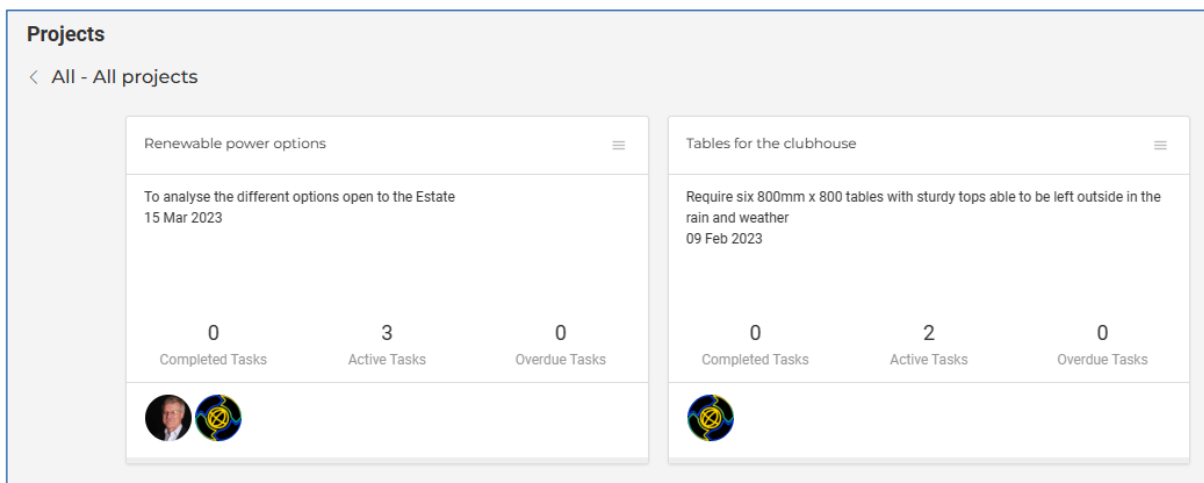 Projects
All - All projects
Renewable power options
To analyse the different options open to the Estate
15 Mar 2023
0 3 0
Completed Tasks Active Tasks Overdue Tasks
Tables for the clubhouse
Require six 800mm x 800 tables with sturdy tops able to be left outside in the
rain and weather
09 Feb 2023
0 2 0
Completed Tasks Active Tasks Overdue Tasks